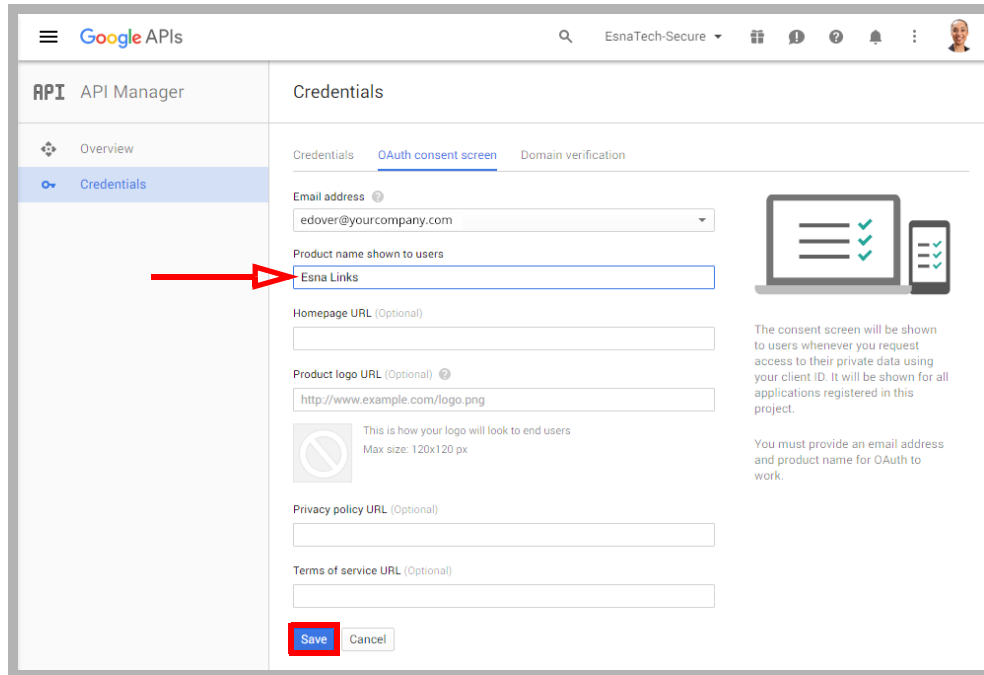 Google APIs
EsnaTech-Secure
API API Manager
Credentials
Overview
Credentials
Credentials OAuth consent screen Domain verification
Email address
edover@yourcompany.com
Product name shown to users
Esna Links
Homepage URL (Optional)
Product logo URL (Optional)
http://www.example.com/logo.png
This is how your logo will look to end users
Max size: 120x120 px
Privacy policy URL (Optional)
Terms of service URL (Optional)
Save Cancel
The consent screen will be shown
to users whenever you request
access to their private data using
your client ID. It will be shown for all
applications registered in this
project.
You must provide an email address
and product name for OAuth to
work.